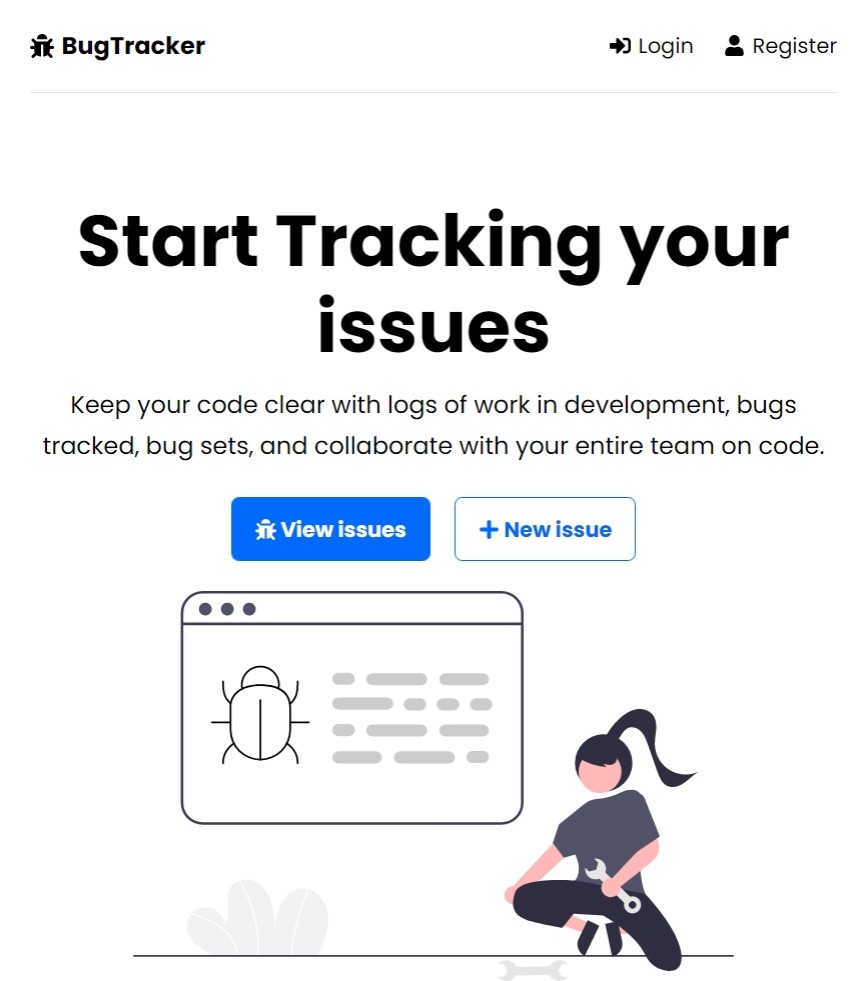 BugTracker
Login
Register
Start Tracking your
issues
Keep your code clear with logs of work in development, bugs
tracked, bug sets, and collaborate with your entire team on code.
View issues
New issue